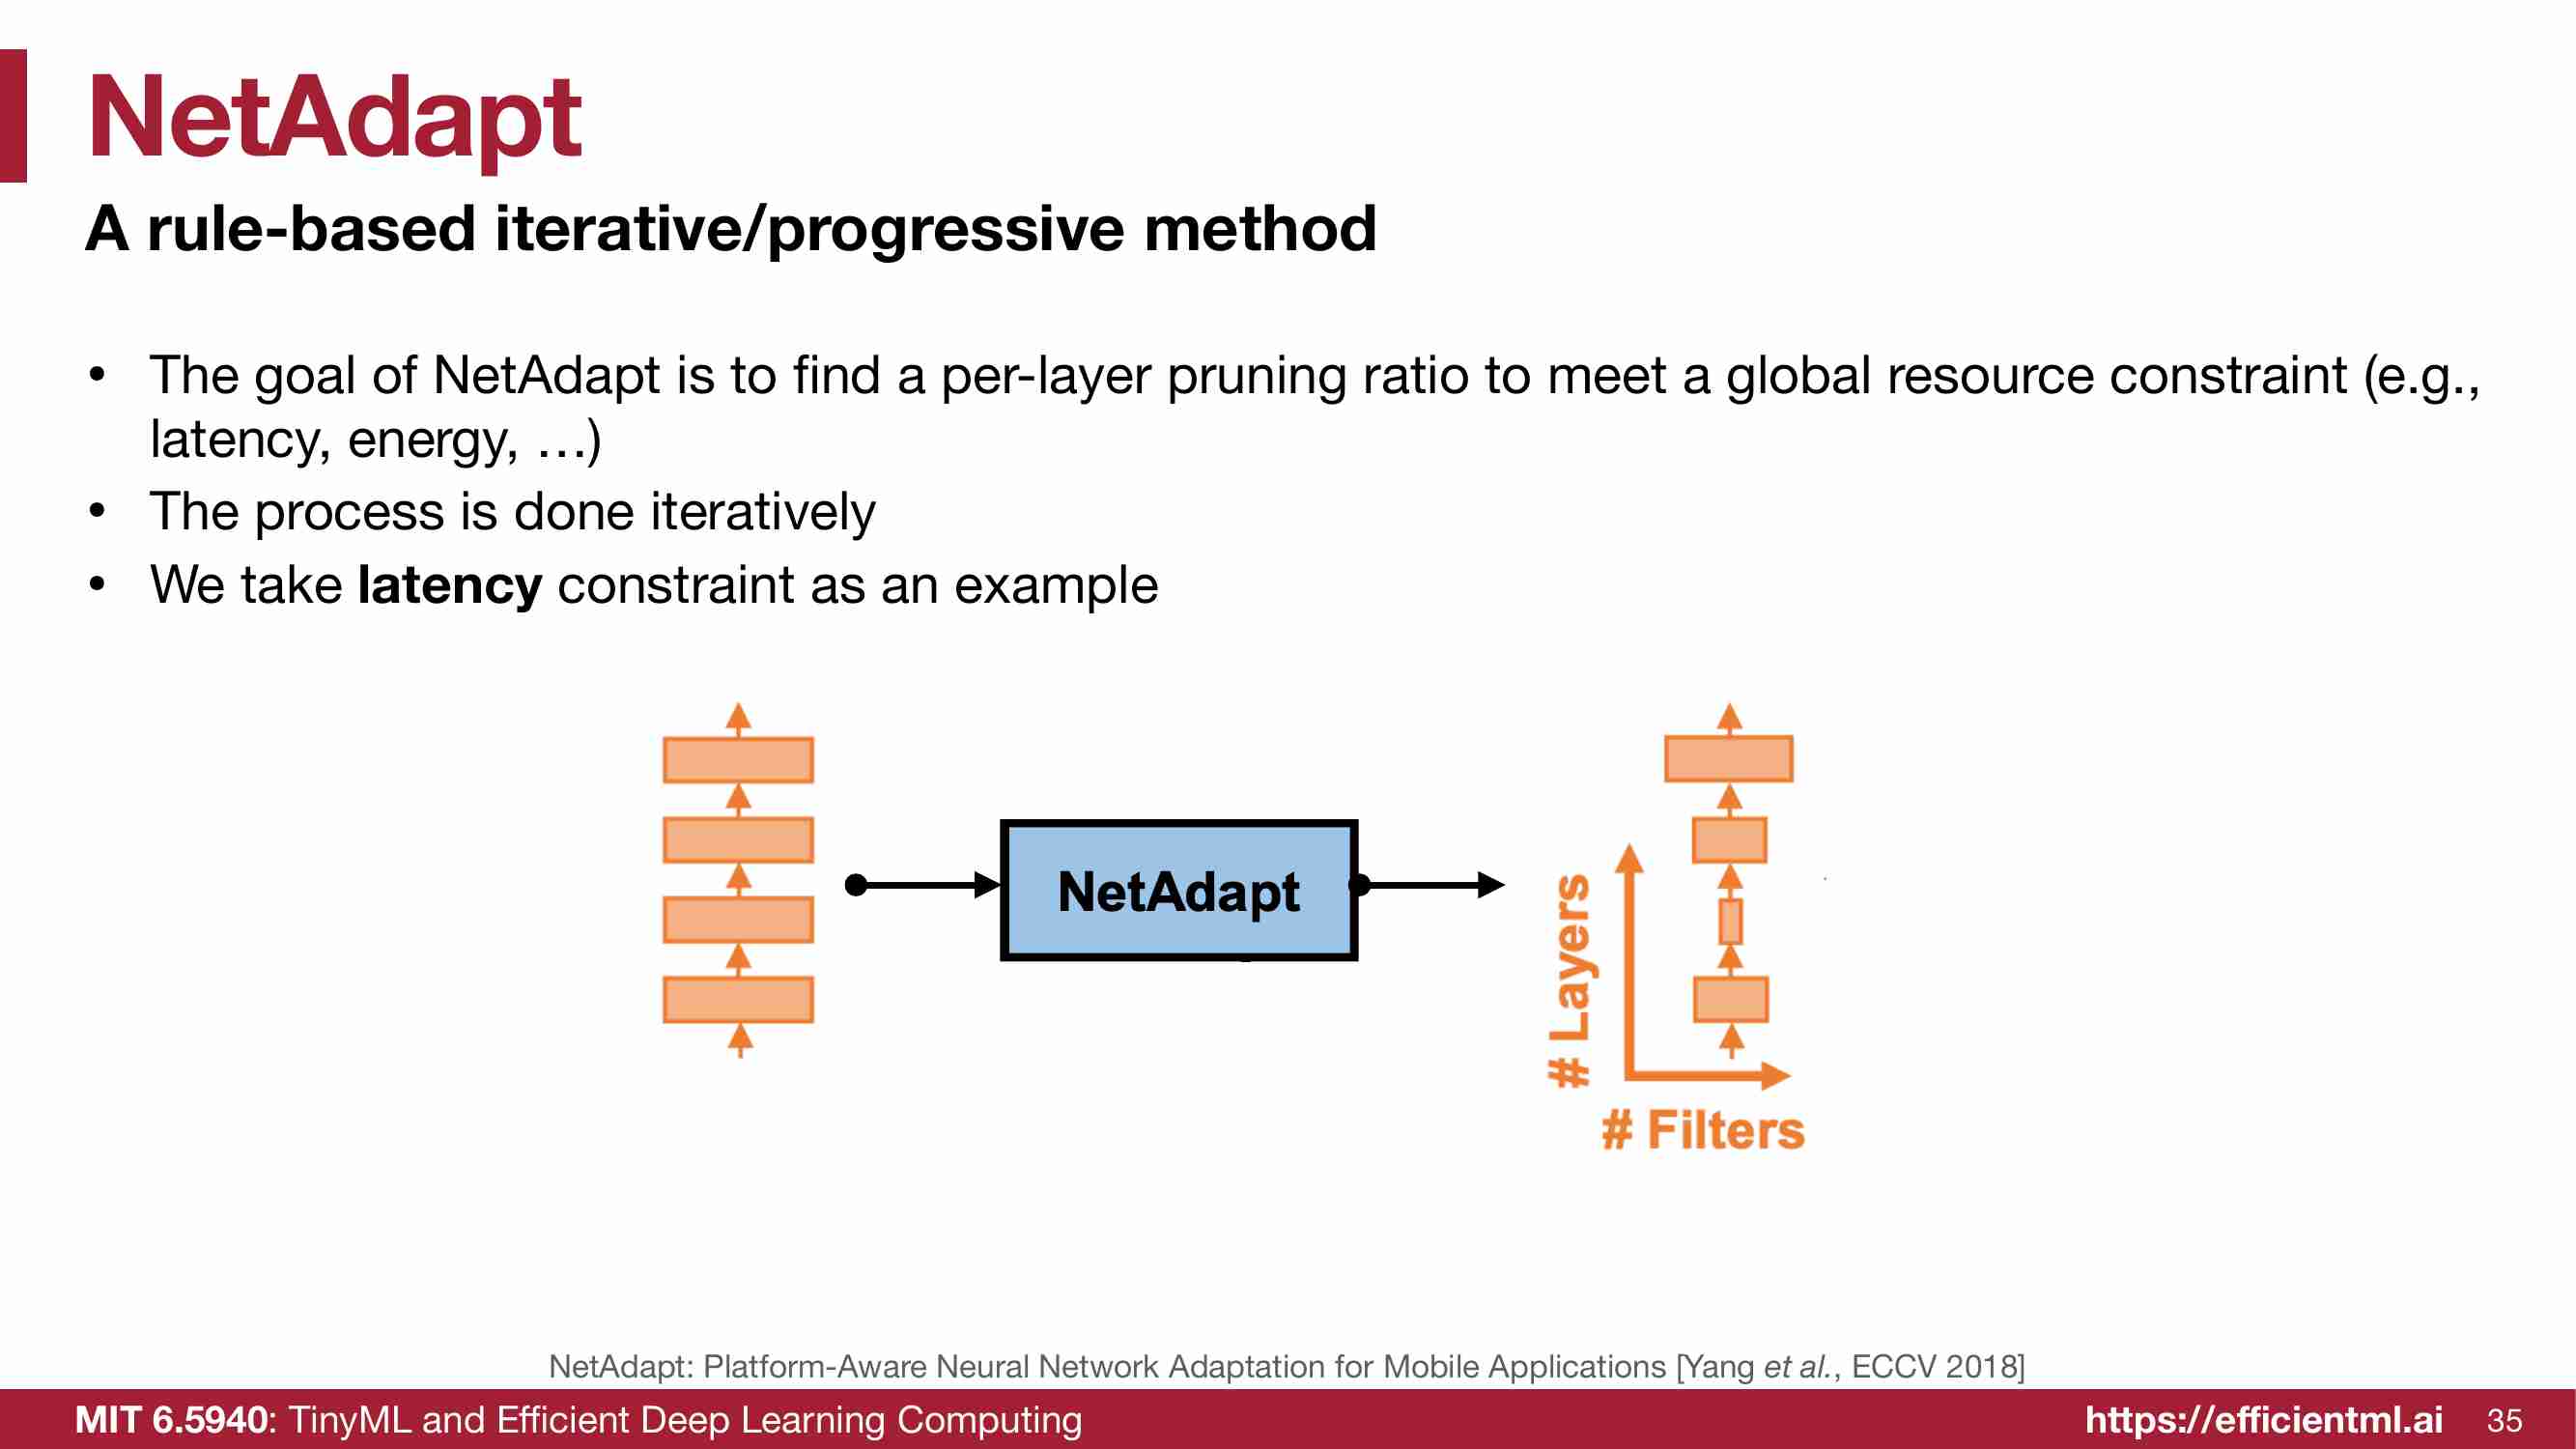 NetAdapt
A rule-based iterative/progressive method
• The goal of NetAdapt is to find a per-layer pruning ratio to meet a global resource constraint (e.g.,
latency, energy, …)
• The process is done iteratively
• We take latency constraint as an example
NetAdapt
# Layers
# Filters
NetAdapt: Platform-Aware Neural Network Adaptation for Mobile Applications [Yang et al., ECCV 2018]
MIT 6.5940: TinyML and Efficient Deep Learning Computing
https://efficientml.ai
35